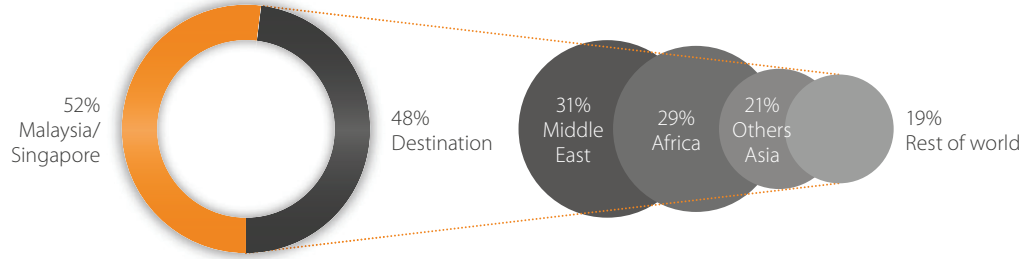 52%
Malaysia/
Singapore
48%
Destination
31%
Middle
East
29%
Africa
21%
Others
Asia
19%
Rest of world